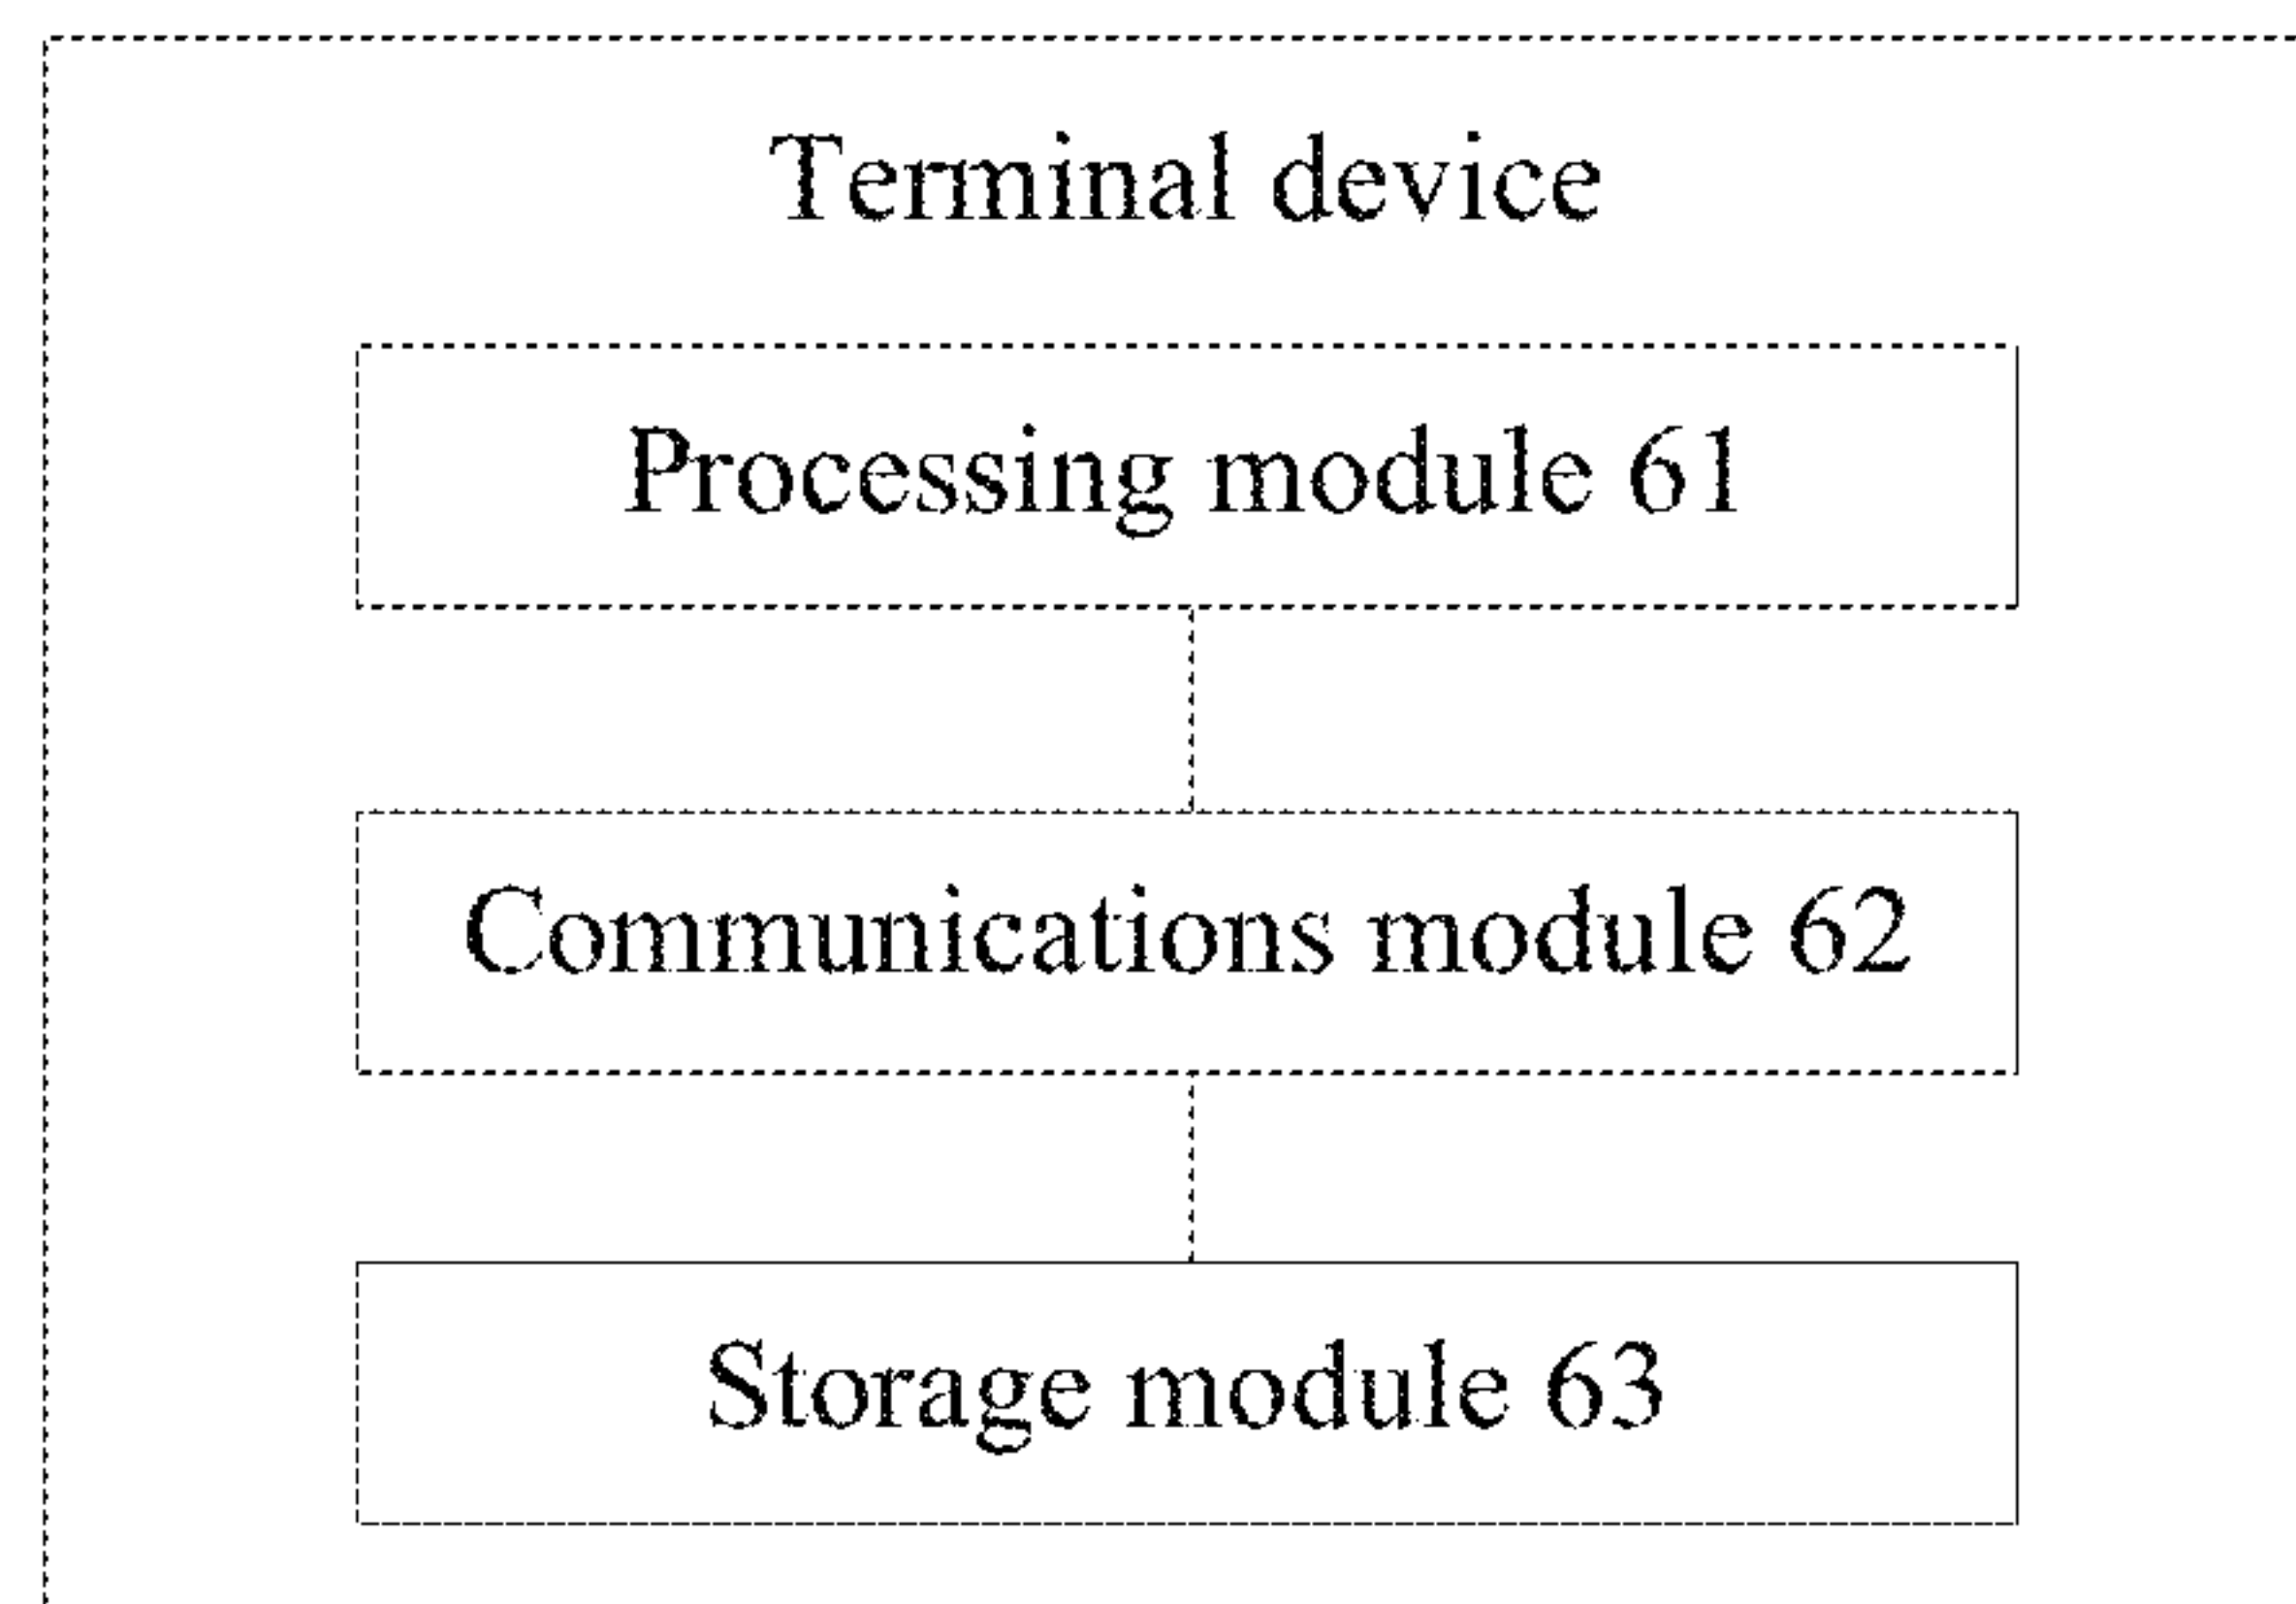 Terminal device
Processing module 61
Communications module 62
Storage module 63